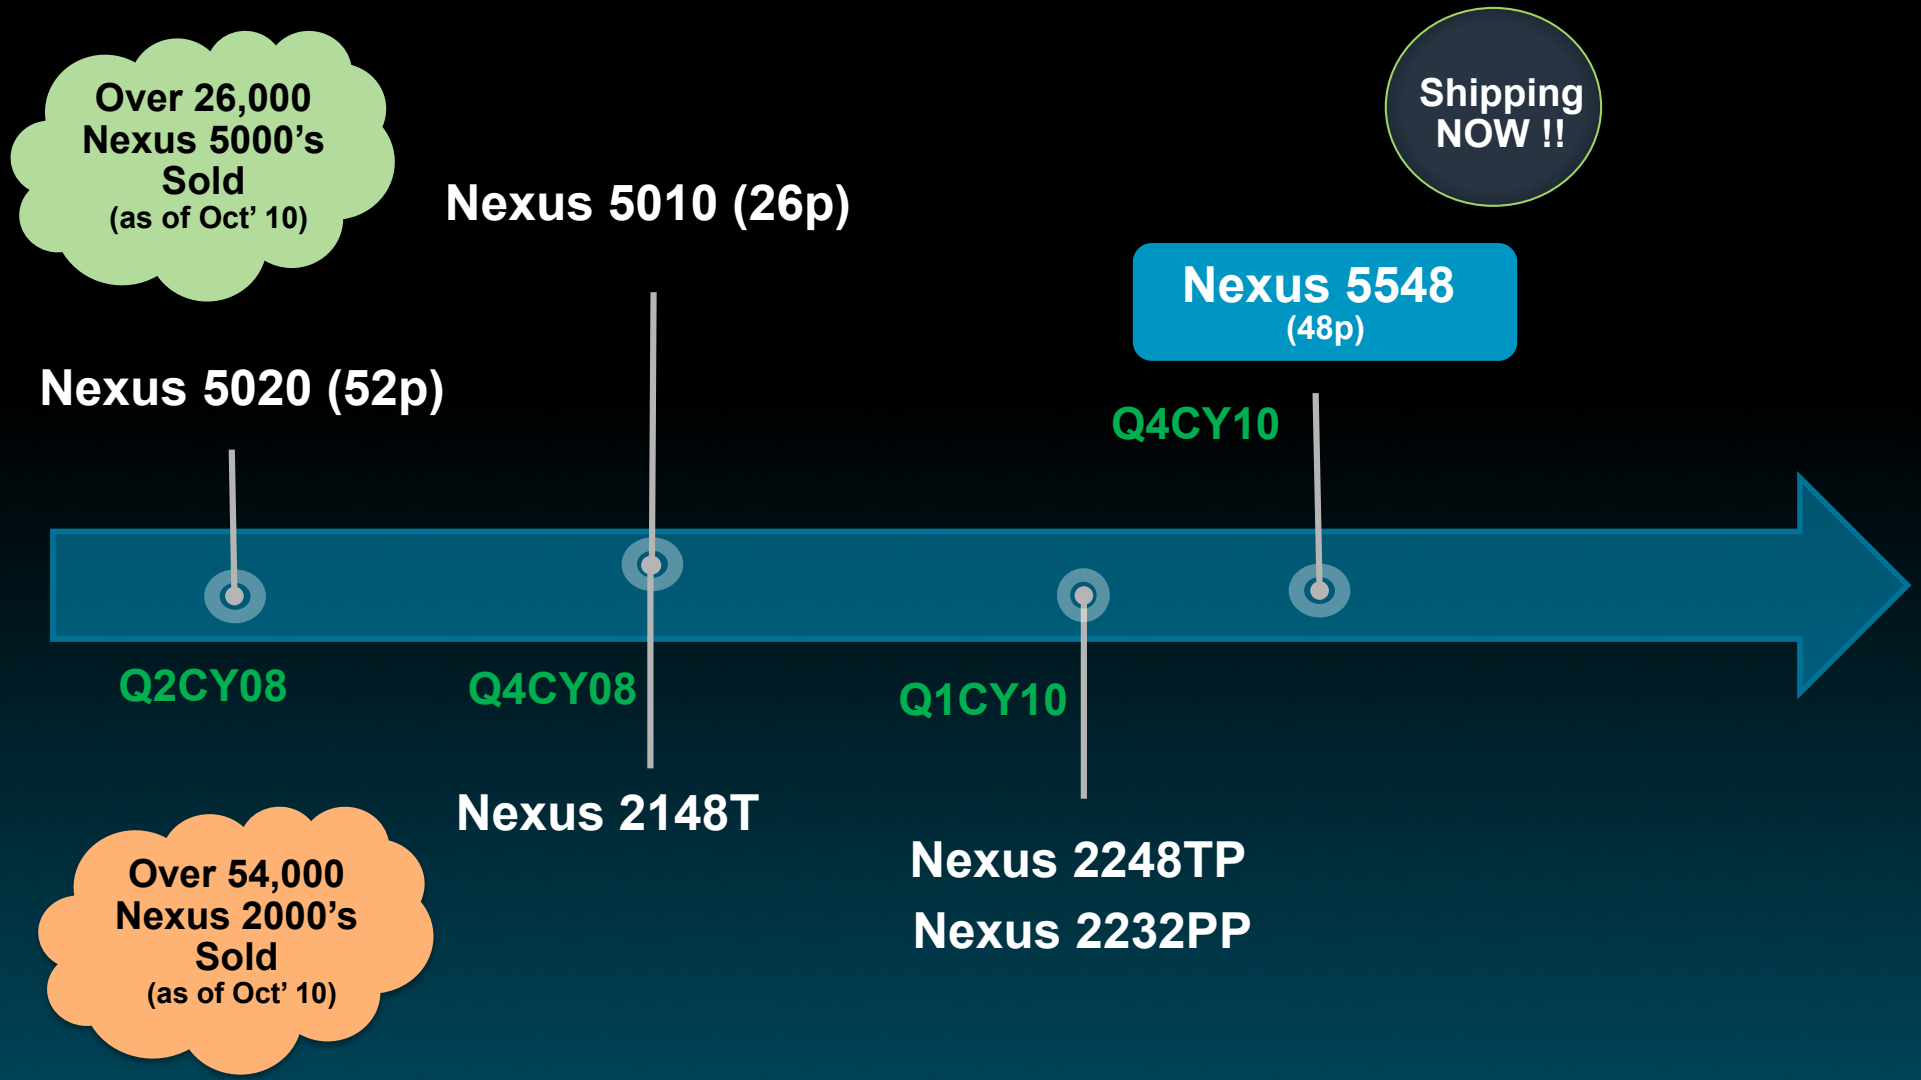 Over 26,000
Nexus 5000’s
Sold
(as of Oct’ 10)
Shipping
NOW !!
Nexus 5010 (26p)
Nexus 5548
(48p)
Nexus 5020 (52p)
Q4CY10
Q2CY08
Q4CY08
Q1CY10
Nexus 2148T
Nexus 2248TP
Nexus 2232PP
Over 54,000
Nexus 2000’s
Sold
(as of Oct’ 10)